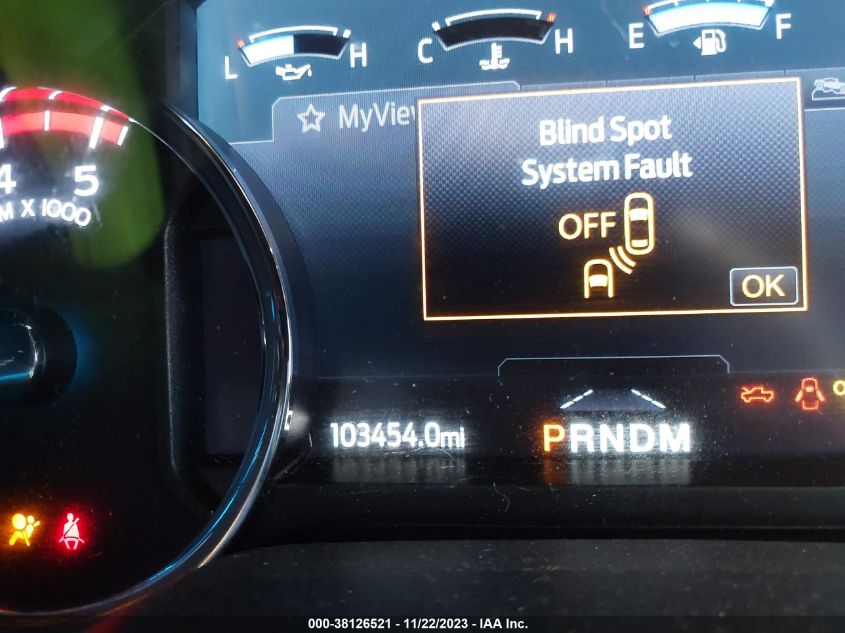 L H
C H
E F
MyVie
Blind Spot
System Fault
OFF
OK
4 5
M X 1000
103454.0mi
PRNDM
000-38126521 - 11/22/2023 - IAA Inc.